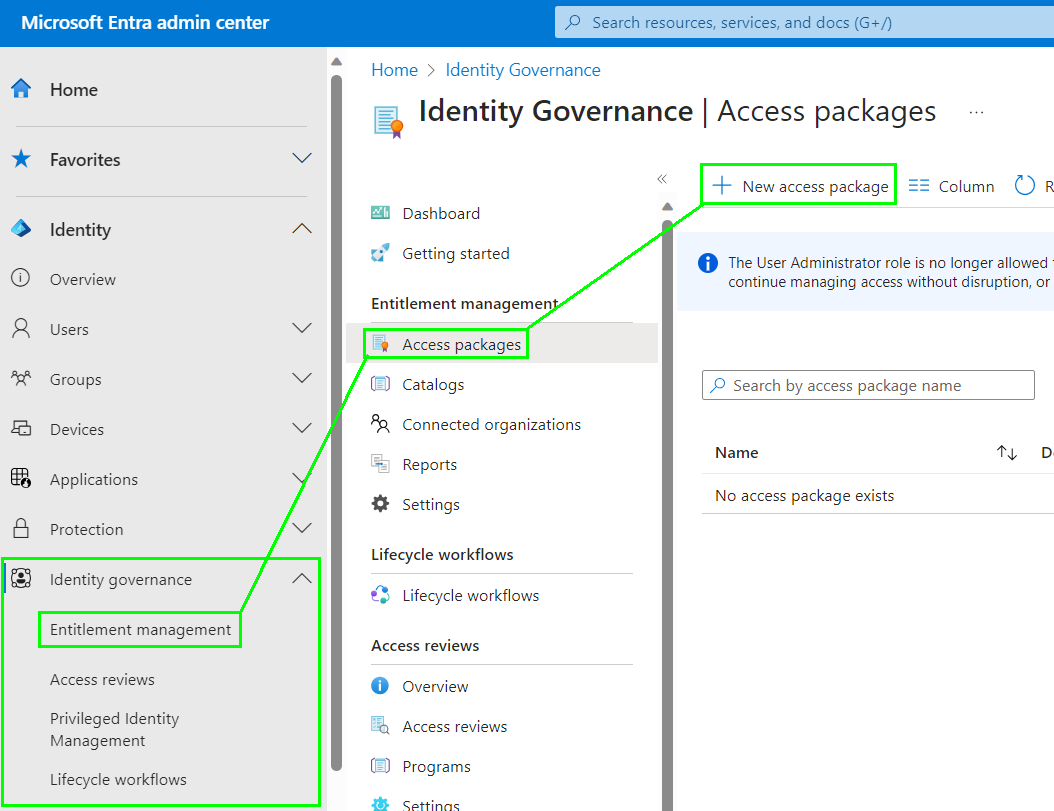 Microsoft Entra admin center
Search resources, services, and docs (G+/)
Home
Favorites
Identity
Overview
Users
Groups
Devices
Applications
Protection
Identity governance
Entitlement management
Access reviews
Privileged Identity
Management
Lifecycle workflows
Home > Identity Governance
Identity Governance | Access packages ...
Dashboard
Getting started
Entitlement management
Access packages
Catalogs
Connected organizations
Reports
Settings
Lifecycle workflows
Lifecycle workflows
Access reviews
Overview
Access reviews
Programs
Settings
New access package
Column
R
The User Administrator role is no longer allowed
continue managing access without disruption, or
Search by access package name
Name
No access package exists